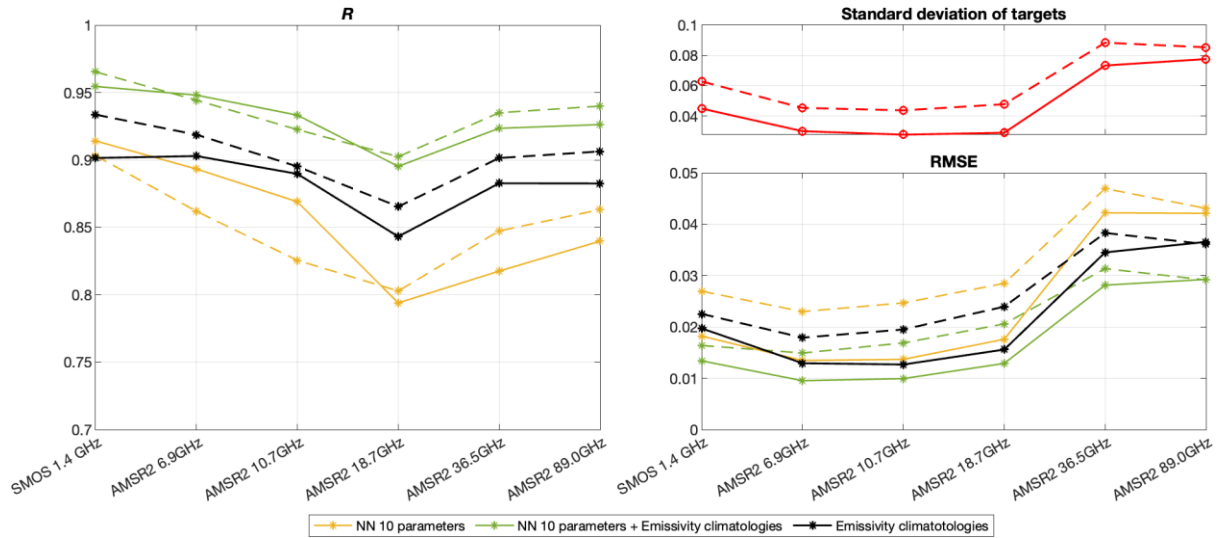 R
1
0.95
0.9
0.85
0.8
0.75
0.7
SMOS 1.4 GHz
AMSR2 6.9GHz
AMSR2 10.7GHz
AMSR2 18.7GHz
AMSR2 36.5GHz
AMSR2 89.0GHz
Standard deviation of targets
0.1
0.08
0.06
0.04
RMSE
0.05
0.04
0.03
0.02
0.01
0
SMOS 1.4 GHz
AMSR2 6.9GHz
AMSR2 10.7GHz
AMSR2 18.7GHz
AMSR2 36.5GHz
AMSR2 89.0GHz
NN 10 parameters
NN 10 parameters + Emissivity climatologies
Emissivity climatotologies